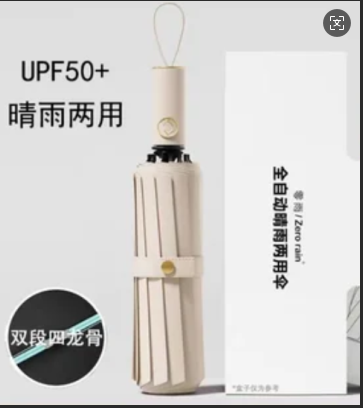 UPF50+
晴雨两用
零雨/Zero rain
全自动晴雨两用伞
双段四龙骨
*盒子仅为参考